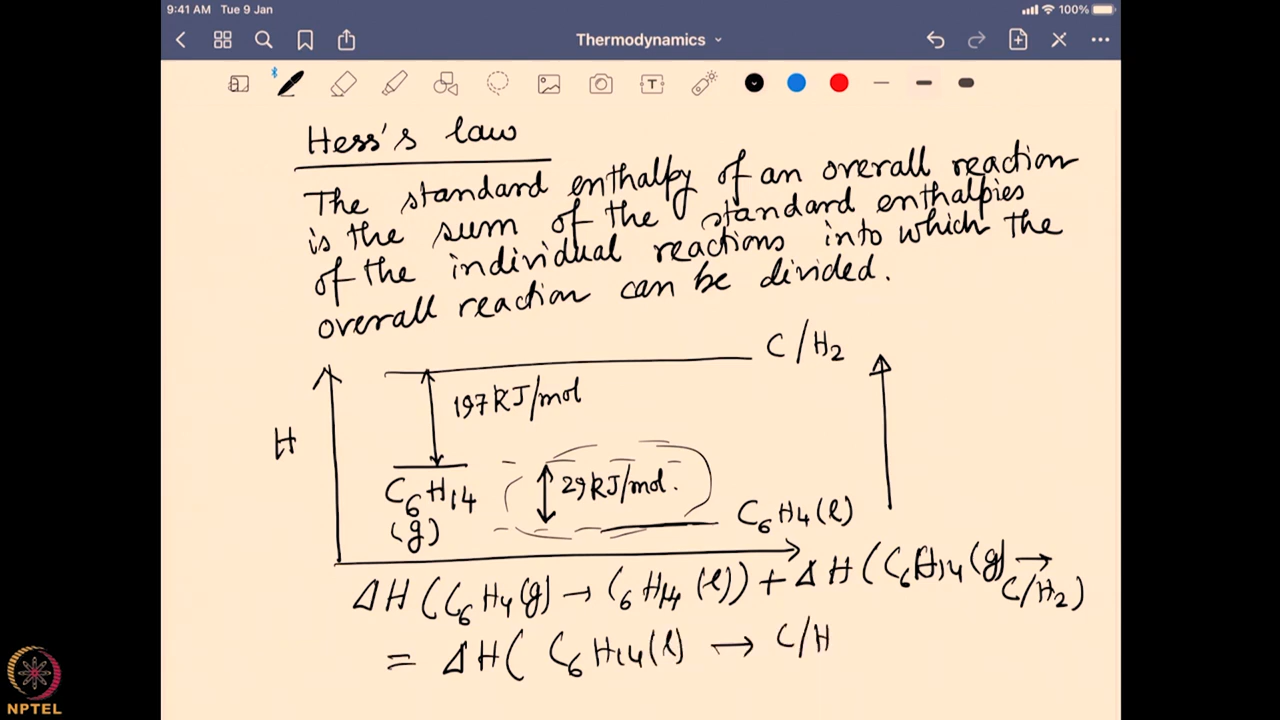 9:41 AM Tue 9 Jan
100%
Thermodynamics
T
Hess's law
The standard enthalpy of an overall reaction
is the sum of the standard enthalpies
of the individual reactions into which the
overall reaction can be divided.
C/H2
197 kJ/mol
H
C6H14
(g)
29 kJ/mol.
C6H4(l)
ΔH(C6H4(g) → C6H14(l)) + ΔH(C6H14(g) →
C/H2)
= ΔH( C6H14(l) → C/H
NPTEL